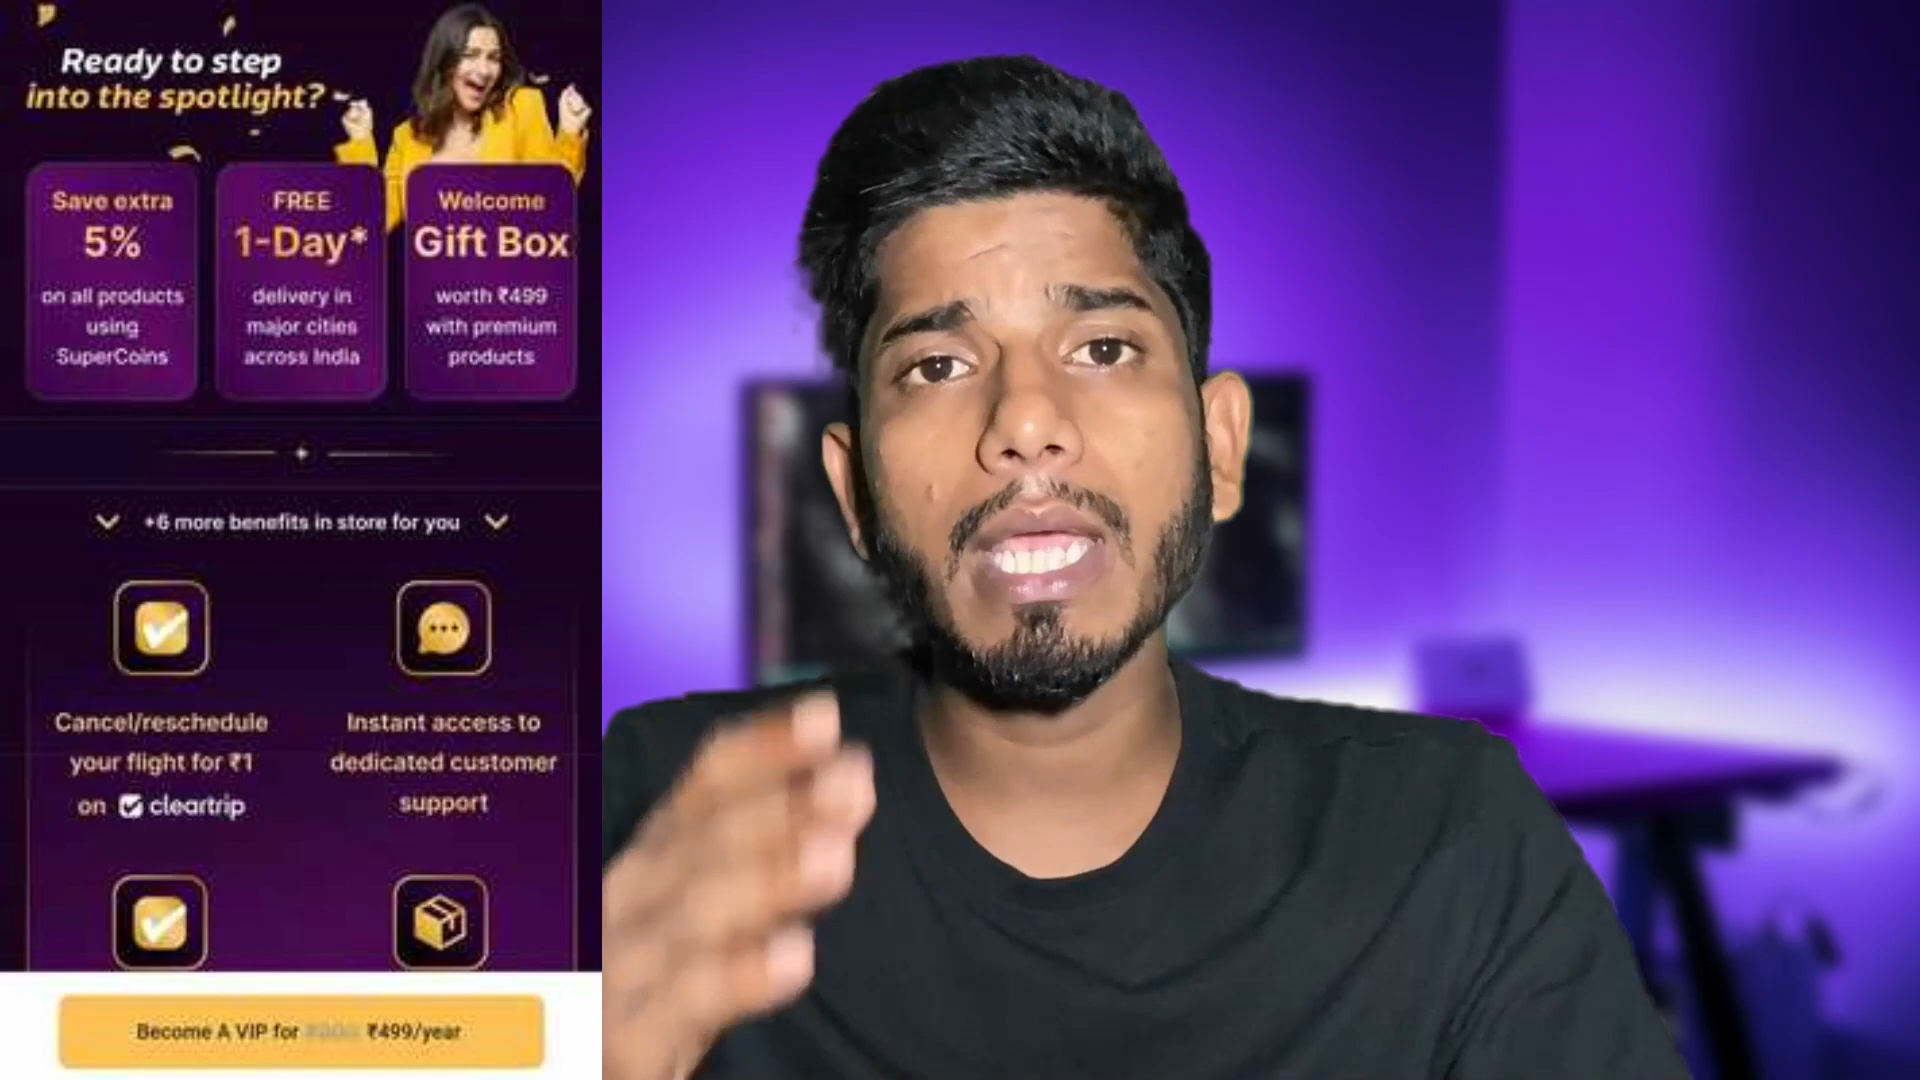 Ready to step
into the spotlight?
Save extra
5%
on all products
using
SuperCoins
FREE
1-Day*
delivery in
major cities
across India
Welcome
Gift Box
worth ₹499
with premium
products
+6 more benefits in store for you
Cancel/reschedule
your flight for ₹1
on cleartrip
Instant access to
dedicated customer
support
Become A VIP for ₹499/year